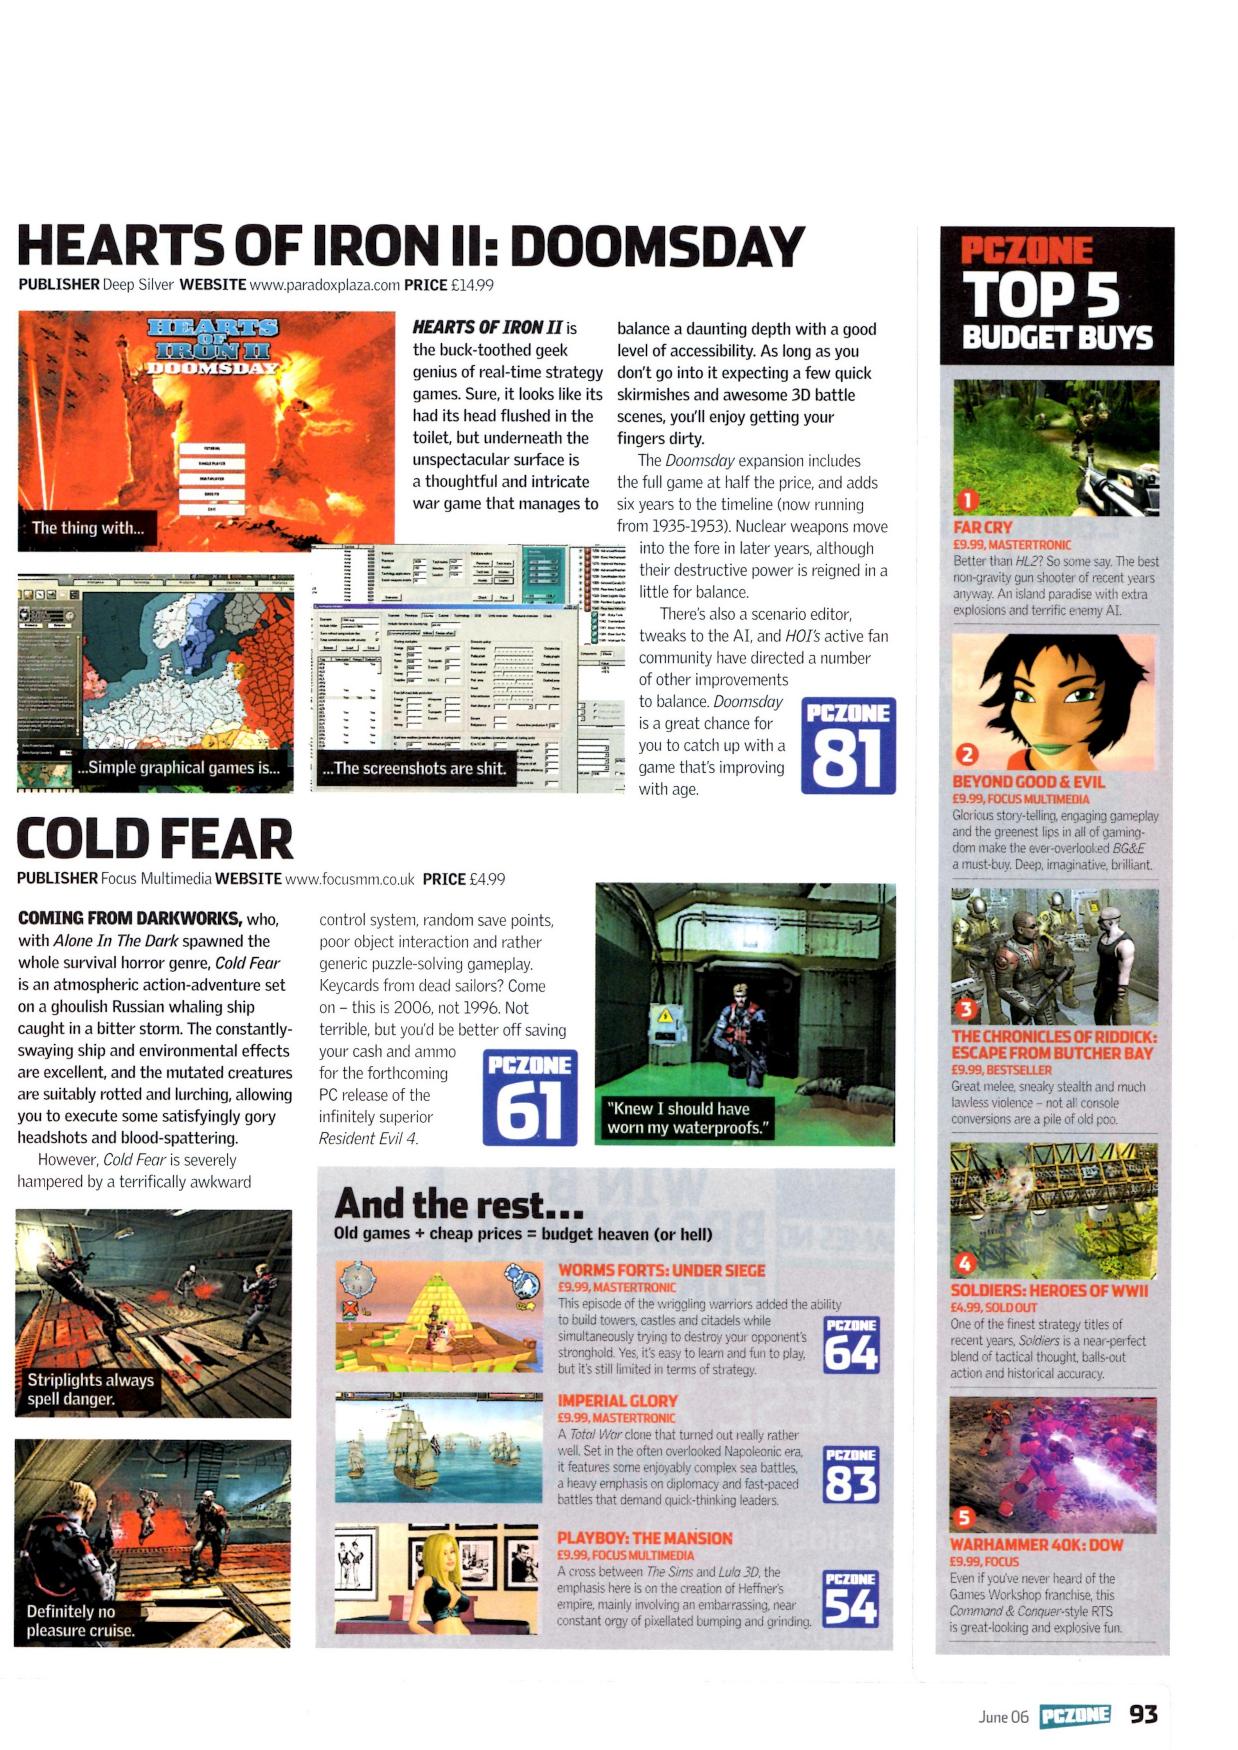 HEARTS OF IRON II: DOOMSDAY
PUBLISHER Deep Silver WEBSITE www.paradoxplaza.com PRICE £14.99
HEARTS
OF
IRON II
DOOMSDAY
TUTORIAL
SINGLE PLAYER
MULTIPLAYER
EXIT
The thing with...
...Simple graphical games is...
...The screenshots are shit.
HEARTS OF IRON II is
the buck-toothed geek
genius of real-time strategy
games. Sure, it looks like its
had its head flushed in the
toilet, but underneath the
unspectacular surface is
a thoughtful and intricate
war game that manages to
balance a daunting depth with a good
level of accessibility. As long as you
don't go into it expecting a few quick
skirmishes and awesome 3D battle
scenes, you'll enjoy getting your
fingers dirty.
The Doomsday expansion includes
the full game at half the price, and adds
six years to the timeline (now running
from 1935-1953). Nuclear weapons move
into the fore in later years, although
their destructive power is reigned in a
little for balance.
There's also a scenario editor,
tweaks to the AI, and HOI's active fan
community have directed a number
of other improvements
to balance. Doomsday
is a great chance for
you to catch up with a
game that's improving
with age.
PCZONE
81
COLD FEAR
PUBLISHER Focus Multimedia WEBSITE www.focusmm.co.uk PRICE £4.99
COMING FROM DARKWORKS, who,
with Alone In The Dark spawned the
whole survival horror genre, Cold Fear
is an atmospheric action-adventure set
on a ghoulish Russian whaling ship
caught in a bitter storm. The constantly-
swaying ship and environmental effects
are excellent, and the mutated creatures
are suitably rotted and lurching, allowing
you to execute some satisfyingly gory
headshots and blood-spattering.
However, Cold Fear is severely
hampered by a terrifically awkward
control system, random save points,
poor object interaction and rather
generic puzzle-solving gameplay.
Keycards from dead sailors? Come
on – this is 2006, not 1996. Not
terrible, but you'd be better off saving
your cash and ammo
for the forthcoming
PC release of the
infinitely superior
Resident Evil 4.
PCZONE
61
"Knew I should have
worn my waterproofs."
Striplights always
spell danger.
Definitely no
pleasure cruise.
And the rest...
Old games + cheap prices = budget heaven (or hell)
WORMS FORTS: UNDER SIEGE
£9.99, MASTERTRONIC
This episode of the wriggling warriors added the ability
to build towers, castles and citadels while
simultaneously trying to destroy your opponent's
stronghold. Yes, it's easy to learn and fun to play,
but it's still limited in terms of strategy.
PCZONE
64
IMPERIAL GLORY
£9.99, MASTERTRONIC
A Total War clone that turned out really rather
well. Set in the often overlooked Napoleonic era,
it features some enjoyably complex sea battles,
a heavy emphasis on diplomacy and fast-paced
battles that demand quick-thinking leaders.
PCZONE
83
PLAYBOY: THE MANSION
£9.99, FOCUS MULTIMEDIA
A cross between The Sims and Lula 3D, the
emphasis here is on the creation of Heffner's
empire, mainly involving an embarrassing, near
constant orgy of pixellated bumping and grinding.
PCZONE
54
PCZONE
TOP 5
BUDGET BUYS
1
FAR CRY
£9.99, MASTERTRONIC
Better than HL2? So some say. The best
non-gravity gun shooter of recent years
anyway. An island paradise with extra
explosions and terrific enemy AI.
2
BEYOND GOOD & EVIL
£9.99, FOCUS MULTIMEDIA
Glorious story-telling, engaging gameplay
and the greenest lips in all of gaming-
dom make the ever-overlooked BG&E
a must-buy. Deep, imaginative, brilliant.
3
THE CHRONICLES OF RIDDICK:
ESCAPE FROM BUTCHER BAY
£9.99, BESTSELLER
Great melee, sneaky stealth and much
lawless violence – not all console
conversions are a pile of old poo.
4
SOLDIERS: HEROES OF WWII
£4.99, SOLD OUT
One of the finest strategy titles of
recent years, Soldiers is a near-perfect
blend of tactical thought, balls-out
action and historical accuracy.
5
WARHAMMER 40K: DOW
£9.99, FOCUS
Even if you've never heard of the
Games Workshop franchise, this
Command & Conquer-style RTS
is great-looking and explosive fun.
June 06 PCZONE 93